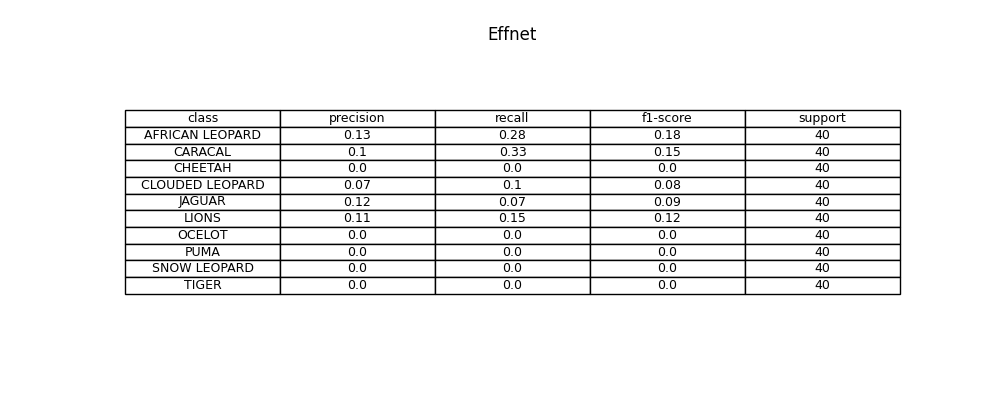 Effnet
class precision recall f1-score support
AFRICAN LEOPARD 0.13 0.28 0.18 40
CARACAL 0.1 0.33 0.15 40
CHEETAH 0.0 0.0 0.0 40
CLOUDED LEOPARD 0.07 0.1 0.08 40
JAGUAR 0.12 0.07 0.09 40
LIONS 0.11 0.15 0.12 40
OCELOT 0.0 0.0 0.0 40
PUMA 0.0 0.0 0.0 40
SNOW LEOPARD 0.0 0.0 0.0 40
TIGER 0.0 0.0 0.0 40